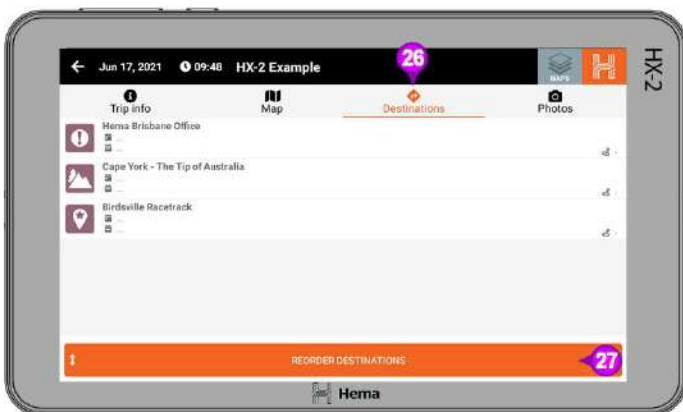 26
Jun 17, 2021 09:48 HX-2 Example
MAPS
HX-2
Trip info Map Destinations Photos
Hema Brisbane Office
...
...
Cape York - The Tip of Australia
...
...
Birdsville Racetrack
...
...
REORDER DESTINATIONS 27
Hema